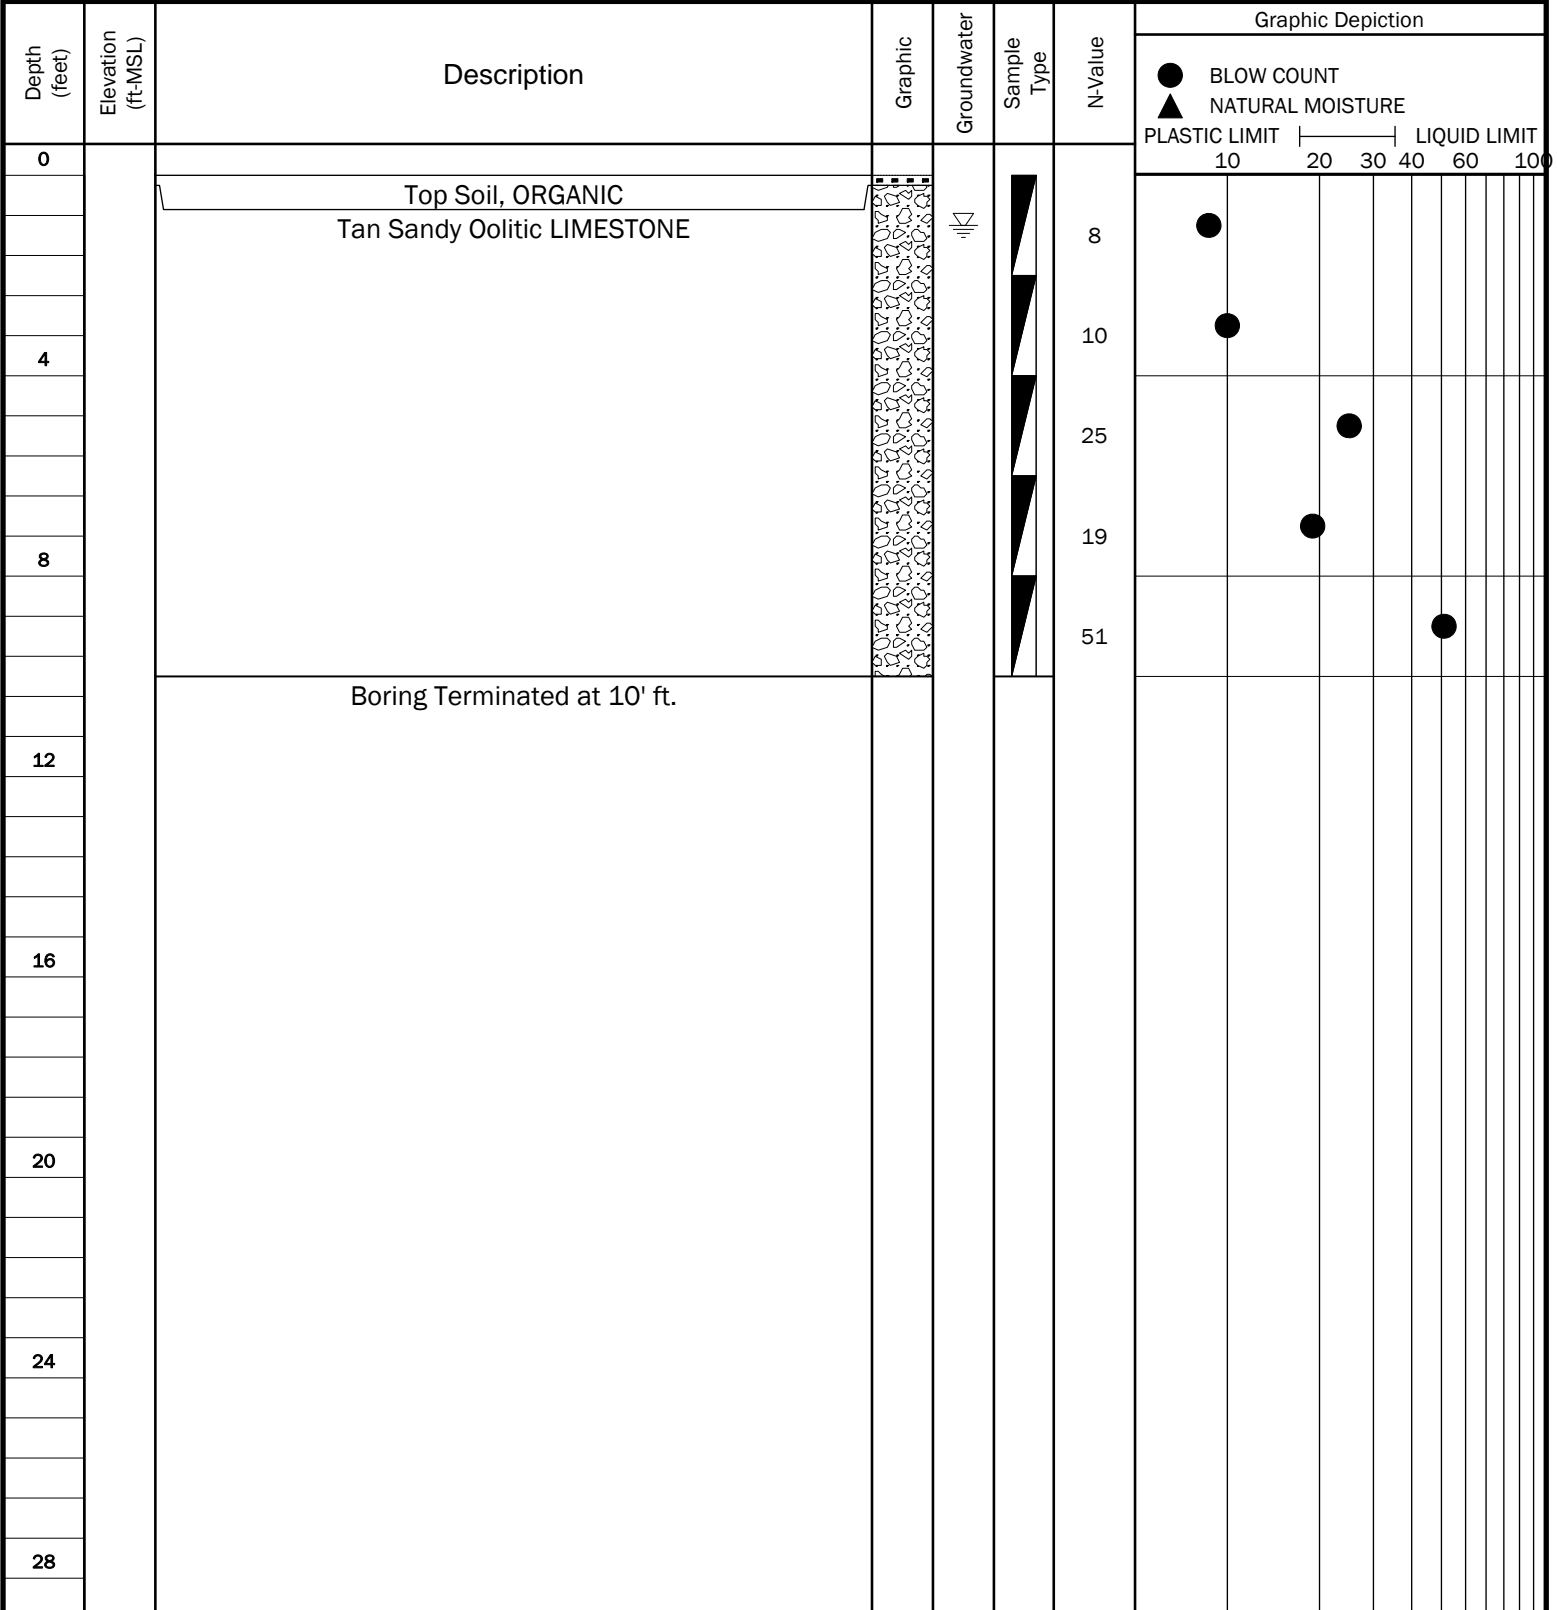 Depth
(feet)
Elevation
(ft-MSL)
Description
Graphic
Groundwater
Sample
Type
N-Value
Graphic Depiction
BLOW COUNT
NATURAL MOISTURE
PLASTIC LIMIT LIQUID LIMIT
10 20 30 40 60 100
0
Top Soil, ORGANIC
Tan Sandy Oolitic LIMESTONE
8
10
4
25
19
8
51
Boring Terminated at 10' ft.
12
16
20
24
28